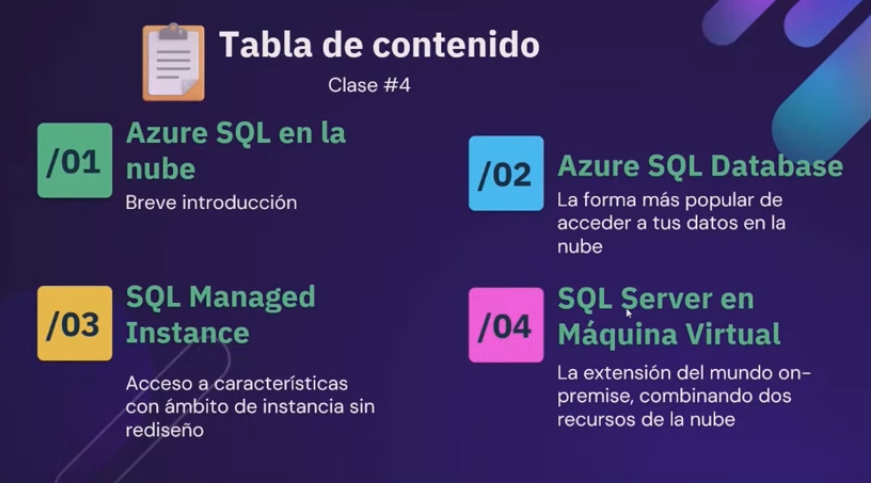 Tabla de contenido
Clase #4
/01
Azure SQL en la
nube
Breve introducción
/02
Azure SQL Database
La forma más popular de
acceder a tus datos en la
nube
/03
SQL Managed
Instance
Acceso a características
con ámbito de instancia sin
rediseño
/04
SQL Server en
Máquina Virtual
La extensión del mundo on-
premise, combinando dos
recursos de la nube